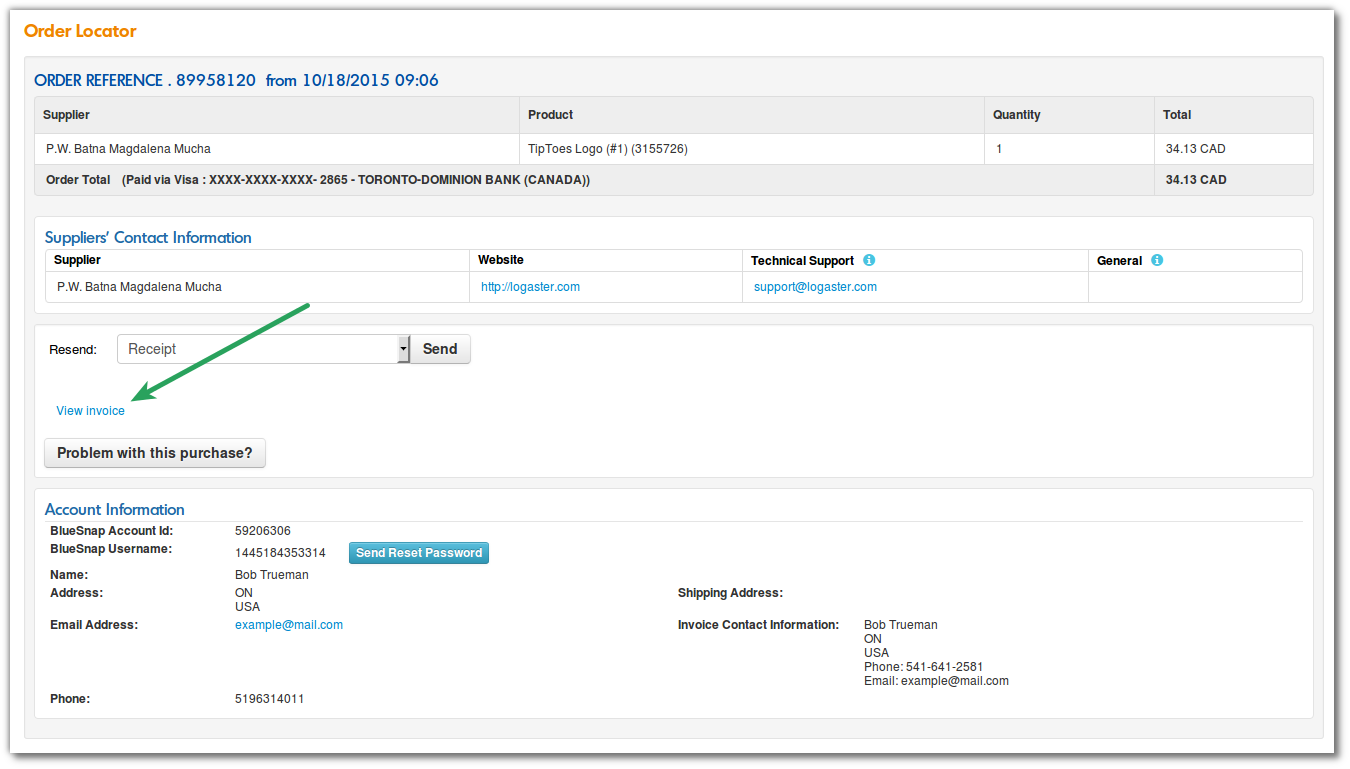 Order Locator
ORDER REFERENCE . 89958120 from 10/18/2015 09:06
Supplier Product Quantity Total
P.W. Batna Magdalena Mucha TipToes Logo (#1) (3155726) 1 34.13 CAD
Order Total (Paid via Visa : XXXX-XXXX-XXXX- 2865 - TORONTO-DOMINION BANK (CANADA)) 34.13 CAD
Suppliers' Contact Information
Supplier Website Technical Support i General i
P.W. Batna Magdalena Mucha http://logaster.com support@logaster.com
Resend: Receipt Send
View invoice
Problem with this purchase?
Account Information
BlueSnap Account Id: 59206306
BlueSnap Username: 1445184353314 Send Reset Password
Name: Bob Trueman
Address: ON Shipping Address:
USA
Email Address: example@mail.com Invoice Contact Information: Bob Trueman
ON
USA
Phone: 541-641-2581
Email: example@mail.com
Phone: 5196314011